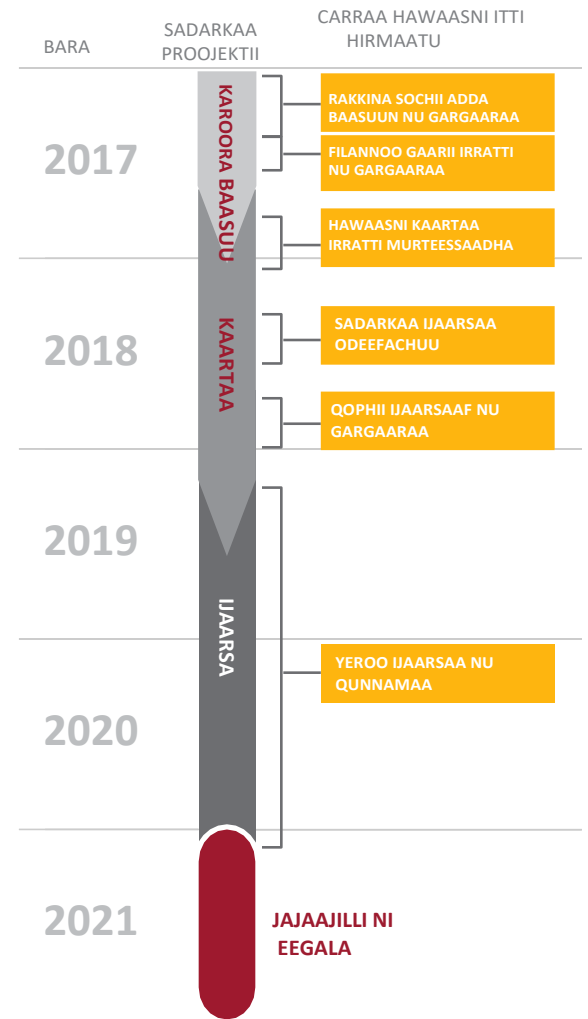 BARA
SADARKAA
PROOJEKTII
CARRAA HAWAASNI ITTI
HIRMAATU
2017
KAROORA BAASUU
RAKKINA SOCHII ADDA
BAASUUN NU GARGAARAA
FILANNOO GAARII IRRATTI
NU GARGAARAA
HAWAASNI KAARTAA
IRRATTI MURTEESSAADHA
2018
KAARTAA
SADARKAA IJAARSAA
ODEEFACHUU
QOPHII IJAARSAAF NU
GARGAARAA
2019
IJAARSA
2020
YEROO IJAARSAA NU
QUNNAMAA
2021
JAJAAJILLI NI
EEGALA